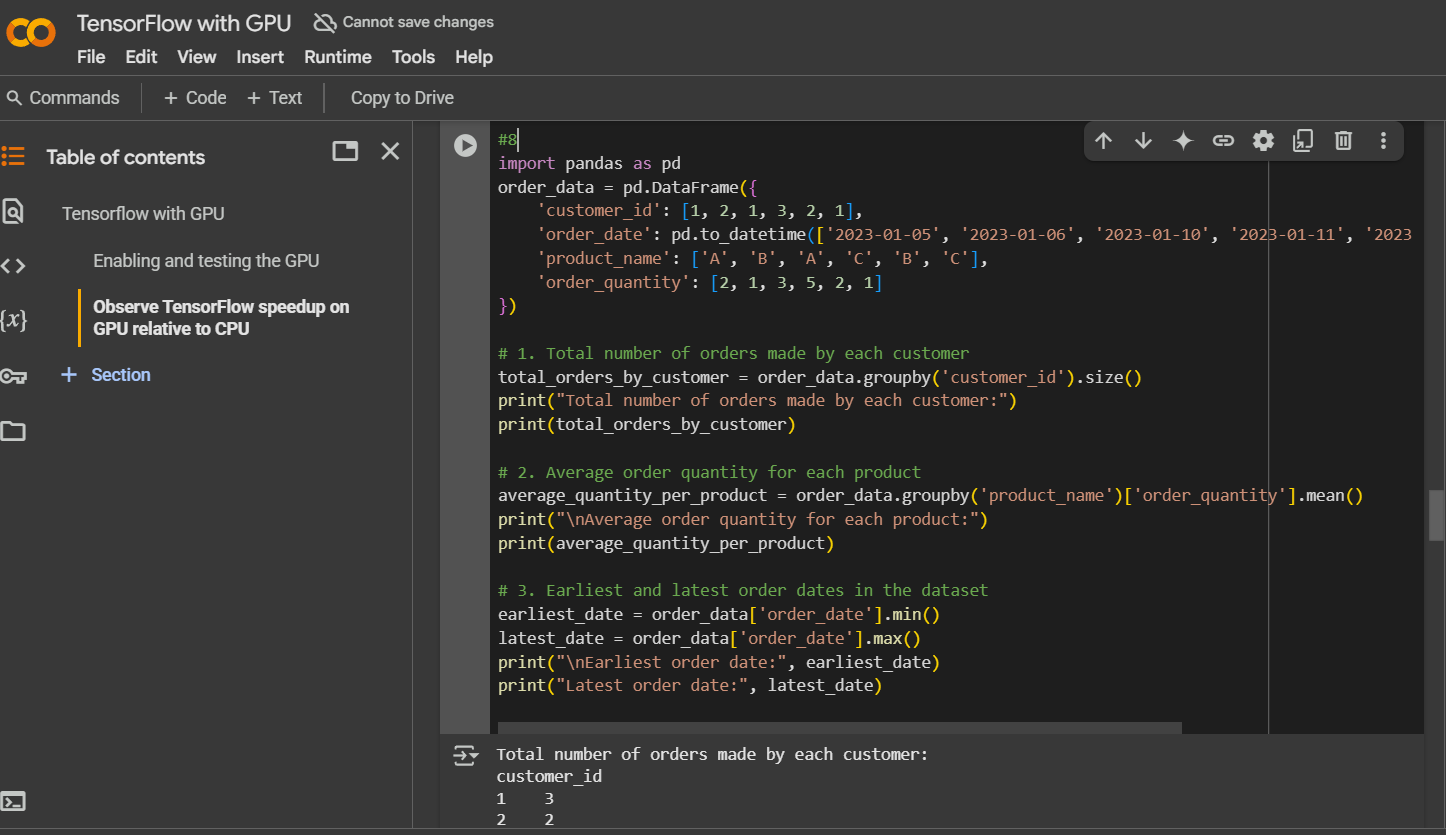 TensorFlow with GPU Cannot save changes
File Edit View Insert Runtime Tools Help
Commands + Code + Text Copy to Drive
Table of contents
Tensorflow with GPU
Enabling and testing the GPU
Observe TensorFlow speedup on
GPU relative to CPU
+ Section
#8
import pandas as pd
order_data = pd.DataFrame({
    'customer_id': [1, 2, 1, 3, 2, 1],
    'order_date': pd.to_datetime(['2023-01-05', '2023-01-06', '2023-01-10', '2023-01-11', '2023
    'product_name': ['A', 'B', 'A', 'C', 'B', 'C'],
    'order_quantity': [2, 1, 3, 5, 2, 1]
})
# 1. Total number of orders made by each customer
total_orders_by_customer = order_data.groupby('customer_id').size()
print("Total number of orders made by each customer:")
print(total_orders_by_customer)
# 2. Average order quantity for each product
average_quantity_per_product = order_data.groupby('product_name')['order_quantity'].mean()
print("\nAverage order quantity for each product:")
print(average_quantity_per_product)
# 3. Earliest and latest order dates in the dataset
earliest_date = order_data['order_date'].min()
latest_date = order_data['order_date'].max()
print("\nEarliest order date:", earliest_date)
print("Latest order date:", latest_date)
Total number of orders made by each customer:
customer_id
1    3
2    2